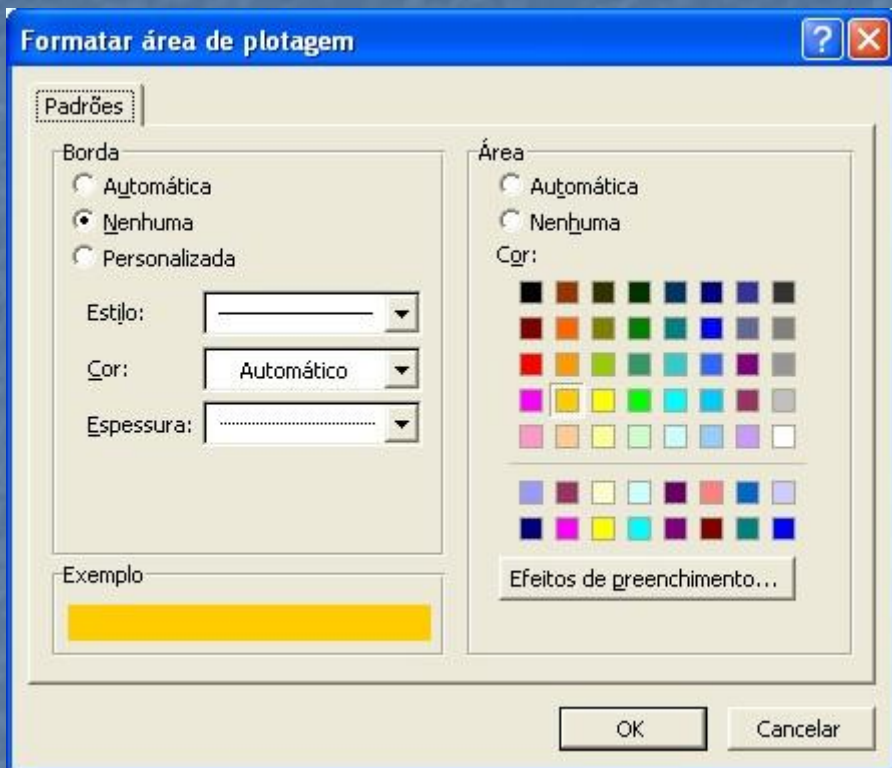 Formatar área de plotagem
Padrões
Borda
Automática
Nenhuma
Personalizada
Estilo:
Cor:
Automático
Espessura:
Exemplo
Área
Automática
Nenhuma
Cor:
Efeitos de preenchimento...
OK
Cancelar